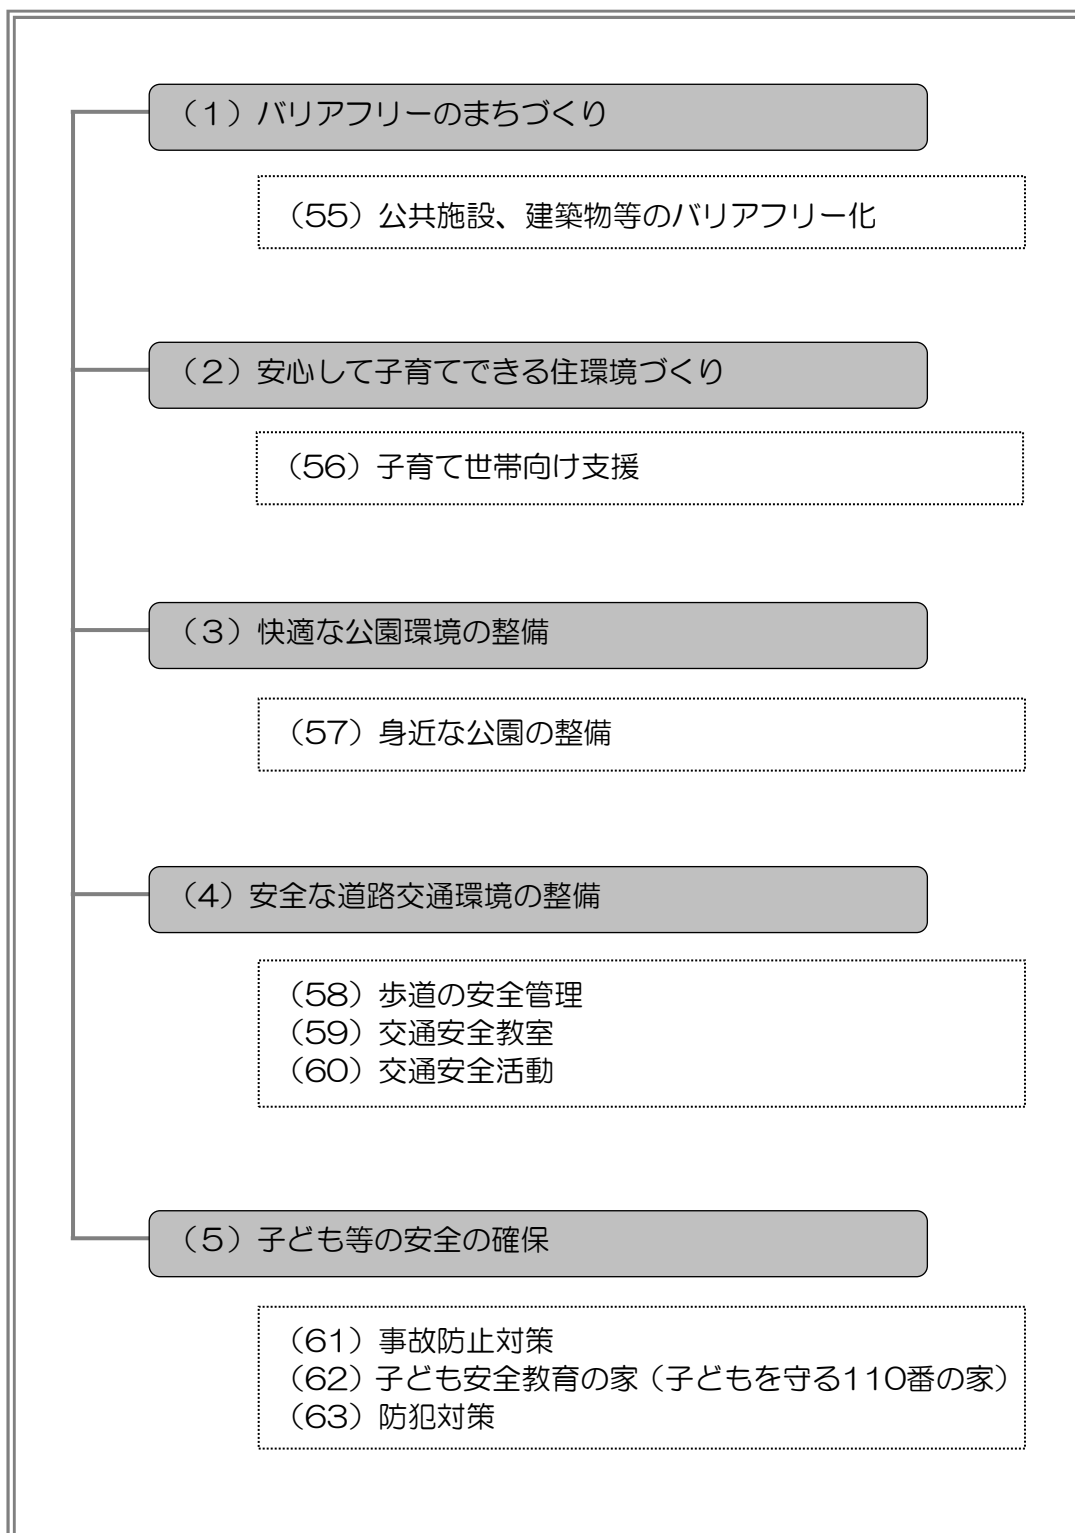 （1）バリアフリーのまちづくり
（55）公共施設、建築物等のバリアフリー化
（2）安心して子育てできる住環境づくり
（56）子育て世帯向け支援
（3）快適な公園環境の整備
（57）身近な公園の整備
（4）安全な道路交通環境の整備
（58）歩道の安全管理
（59）交通安全教室
（60）交通安全活動
（5）子ども等の安全の確保
（61）事故防止対策
（62）子ども安全教育の家（子どもを守る110番の家）
（63）防犯対策